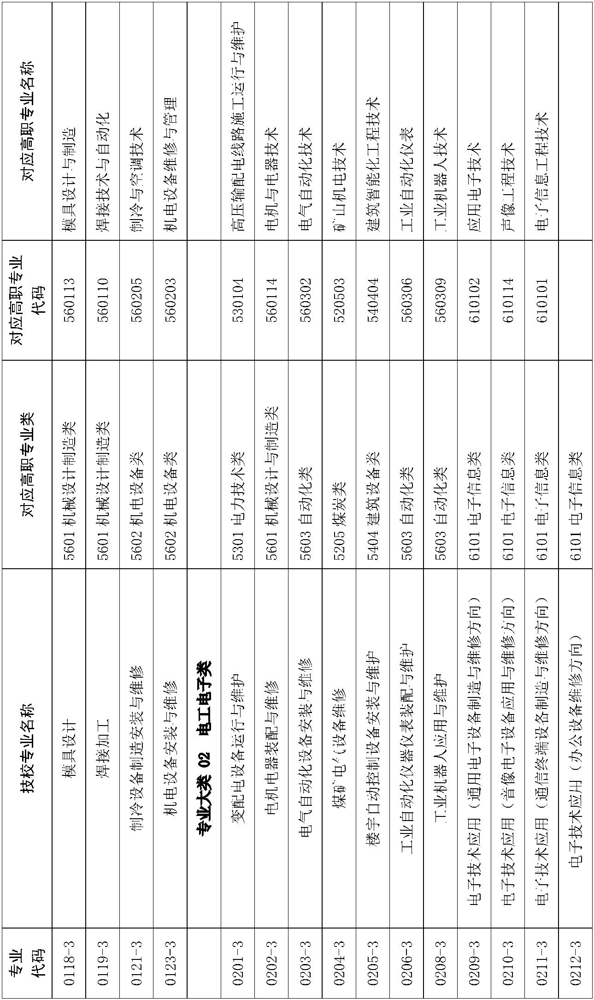 专业代码 技校专业名称 对应高职专业类 对应高职专业代码 对应高职专业名称
0118-3 模具设计 5601 机械设计制造类 560113 模具设计与制造
0119-3 焊接加工 5601 机械设计制造类 560110 焊接技术与自动化
0121-3 制冷设备制造安装与维修 5602 机电设备类 560205 制冷与空调技术
0123-3 机电设备安装与维修 5602 机电设备类 560203 机电设备维修与管理
专业大类 02 电工电子类
0201-3 变配电设备运行与维护 5301 电力技术类 530104 高压输配电线路施工运行与维护
0202-3 电机电器装配与维修 5601 机械设计与制造类 560114 电机与电器技术
0203-3 电气自动化设备安装与维修 5603 自动化类 560302 电气自动化技术
0204-3 煤矿电气设备维修 5205 煤炭类 520503 矿山机电技术
0205-3 楼宇自动控制设备安装与维护 5404 建筑设备类 540404 建筑智能化工程技术
0206-3 工业自动化仪器仪表装配与维护 5603 自动化类 560306 工业自动化仪表
0208-3 工业机器人应用与维护 5603 自动化类 560309 工业机器人技术
0209-3 电子技术应用（通用电子设备制造与维修方向） 6101 电子信息类 610102 应用电子技术
0210-3 电子技术应用（音像电子设备应用与维修方向） 6101 电子信息类 610114 声像工程技术
0211-3 电子技术应用（通信终端设备制造与维修方向） 6101 电子信息类 610101 电子信息工程技术
0212-3 电子技术应用（办公设备维修方向） 6101 电子信息类